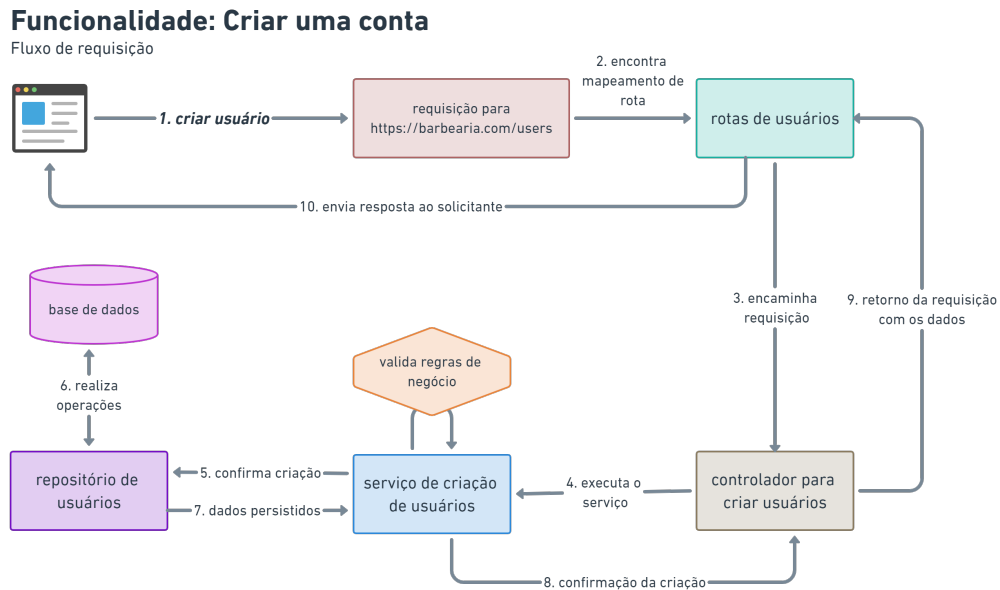 Funcionalidade: Criar uma conta
Fluxo de requisição
1. criar usuário
requisição para
https://barbearia.com/users
2. encontra
mapeamento de
rota
rotas de usuários
10. envia resposta ao solicitante
base de dados
3. encaminha
requisição
9. retorno da requisição
com os dados
valida regras de
negócio
6. realiza
operações
repositório de
usuários
5. confirma criação
7. dados persistidos
serviço de criação
de usuários
4. executa o
serviço
controlador para
criar usuários
8. confirmação da criação